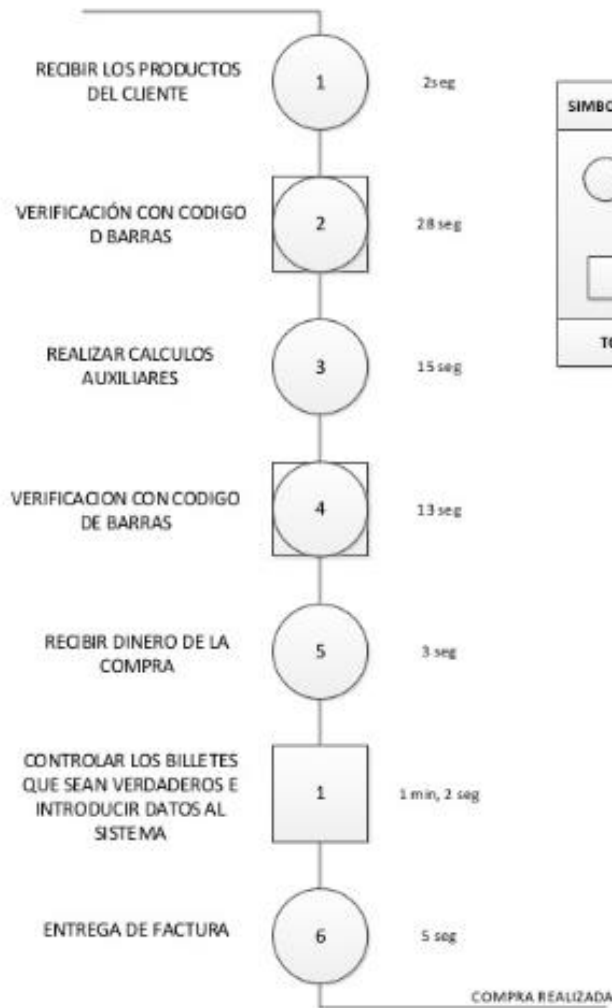 RECIBIR LOS PRODUCTOS
DEL CLIENTE
1
2seg
VERIFICACIÓN CON CODIGO
D BARRAS
2
28 seg
REALIZAR CALCULOS
AUXILIARES
3
15 seg
VERIFICACION CON CODIGO
DE BARRAS
4
13 seg
RECIBIR DINERO DE LA
COMPRA
5
3 seg
CONTROLAR LOS BILLETES
QUE SEAN VERDADEROS E
INTRODUCIR DATOS AL
SISTEMA
1
1 min, 2 seg
ENTREGA DE FACTURA
6
5 seg
COMPRA REALIZADA